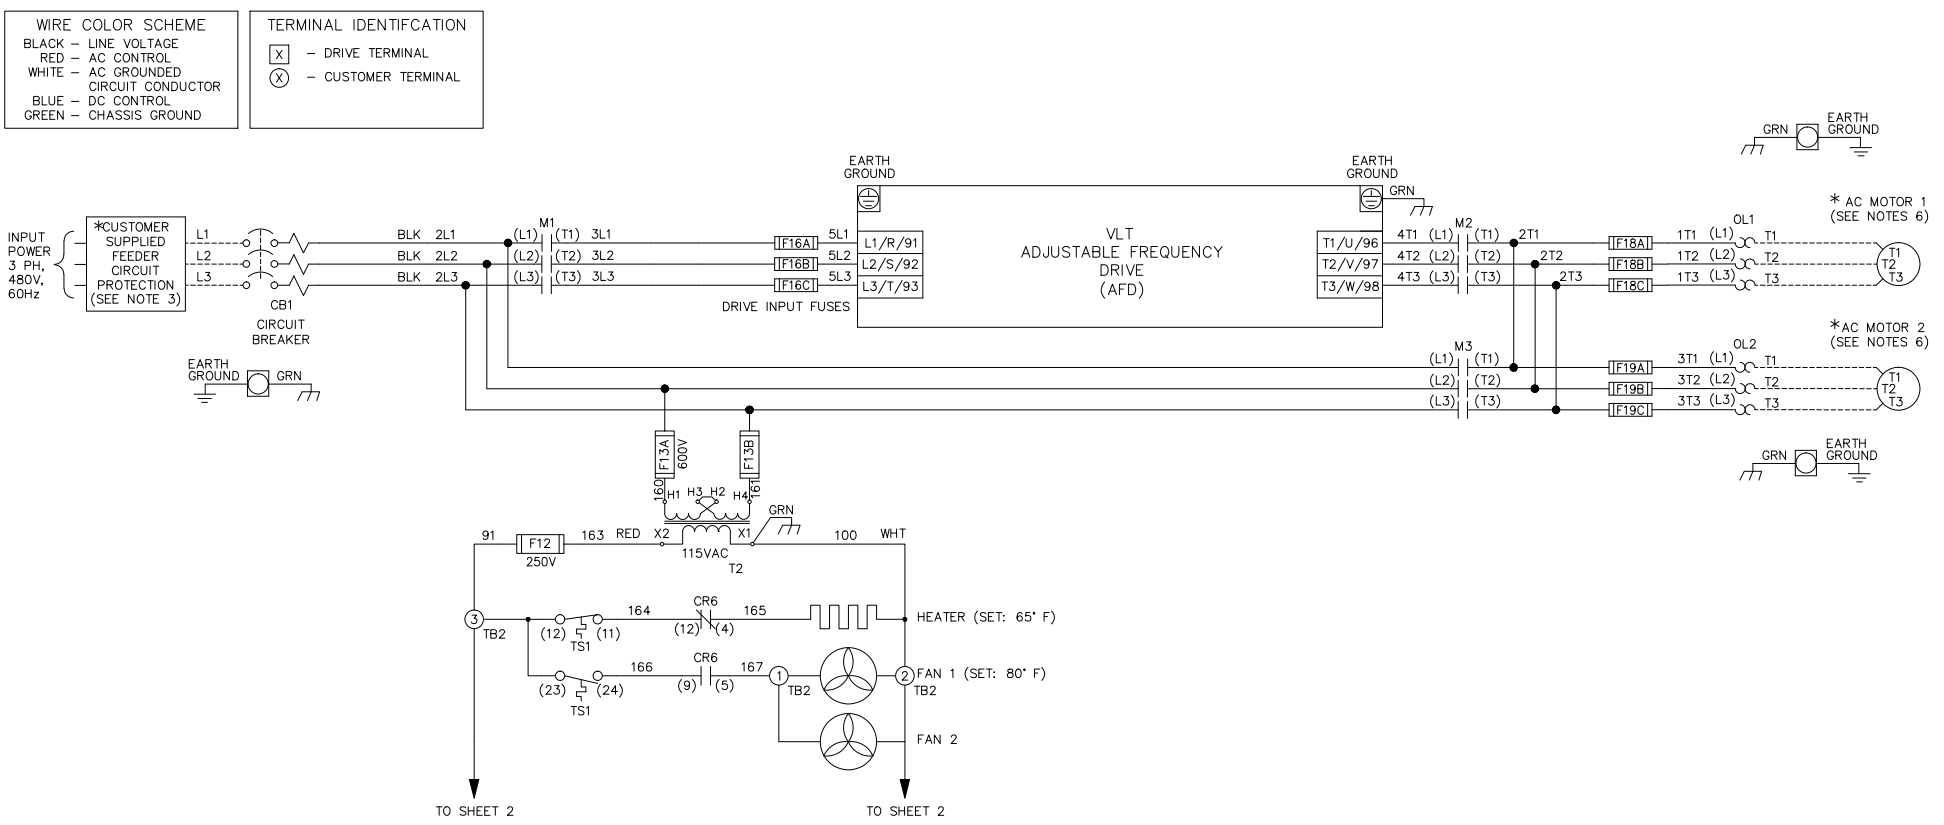 WIRE COLOR SCHEME
BLACK – LINE VOLTAGE
RED – AC CONTROL
WHITE – AC GROUNDED
CIRCUIT CONDUCTOR
BLUE – DC CONTROL
GREEN – CHASSIS GROUND
TERMINAL IDENTIFCATION
X – DRIVE TERMINAL
X – CUSTOMER TERMINAL
GRN
EARTH
GROUND
EARTH
GROUND
EARTH
GROUND
GRN
INPUT
POWER
3 PH,
480V,
60Hz
*CUSTOMER
SUPPLIED
FEEDER
CIRCUIT
PROTECTION
(SEE NOTE 3)
L1
L2
L3
CB1
CIRCUIT
BREAKER
BLK 2L1
BLK 2L2
BLK 2L3
M1
(L1) (T1) 3L1
(L2) (T2) 3L2
(L3) (T3) 3L3
F16A 5L1
F16B 5L2
F16C 5L3
DRIVE INPUT FUSES
L1/R/91
L2/S/92
L3/T/93
VLT
ADJUSTABLE FREQUENCY
DRIVE
(AFD)
T1/U/96
T2/V/97
T3/W/98
M2
4T1 (L1) (T1) 2T1
4T2 (L2) (T2) 2T2
4T3 (L3) (T3) 2T3
OL1
F18A 1T1 (L1) T1
F18B 1T2 (L2) T2
F18C 1T3 (L3) T3
* AC MOTOR 1
(SEE NOTES 6)
T1
T2
T3
M3
(L1) (T1)
(L2) (T2)
(L3) (T3)
OL2
F19A 3T1 (L1) T1
F19B 3T2 (L2) T2
F19C 3T3 (L3) T3
*AC MOTOR 2
(SEE NOTES 6)
T1
T2
T3
EARTH
GROUND
GRN
GRN
EARTH
GROUND
F13A
600V
F13B
160
161
H1 H3 H2 H4
GRN
91 F12 163 RED X2 X1 100 WHT
250V
115VAC
T2
3
TB2
(12) (11)
TS1
164
CR6
(12) (4)
165
HEATER (SET: 65° F)
(23) (24)
TS1
166
CR6
(9) (5)
167
1
TB2
2
TB2
FAN 1 (SET: 80° F)
FAN 2
TO SHEET 2
TO SHEET 2